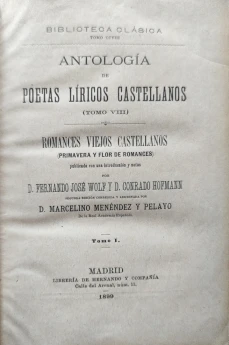 BIBLIOTECA CLÁSICA
ANTOLOGÍA
DE
POETAS LÍRICOS CASTELLANOS
(TOMO VIII)
ROMANCES VIEJOS CASTELLANOS
(PRIMAVERA Y FLOR DE ROMANCES)
publicada con una introducción y notas
POR
D. FERNANDO JOSÉ WOLF Y D. CONRADO HOFMANN
SEGUNDA EDICIÓN CORREGIDA Y ADICIONADA POR
D. MARCELINO MENÉNDEZ Y PELAYO
De la Real Academia Española
Tomo I.
MADRID
LIBRERÍA DE HERNANDO Y COMPAÑÍA
Calle del Arenal, núm. 11.
1899